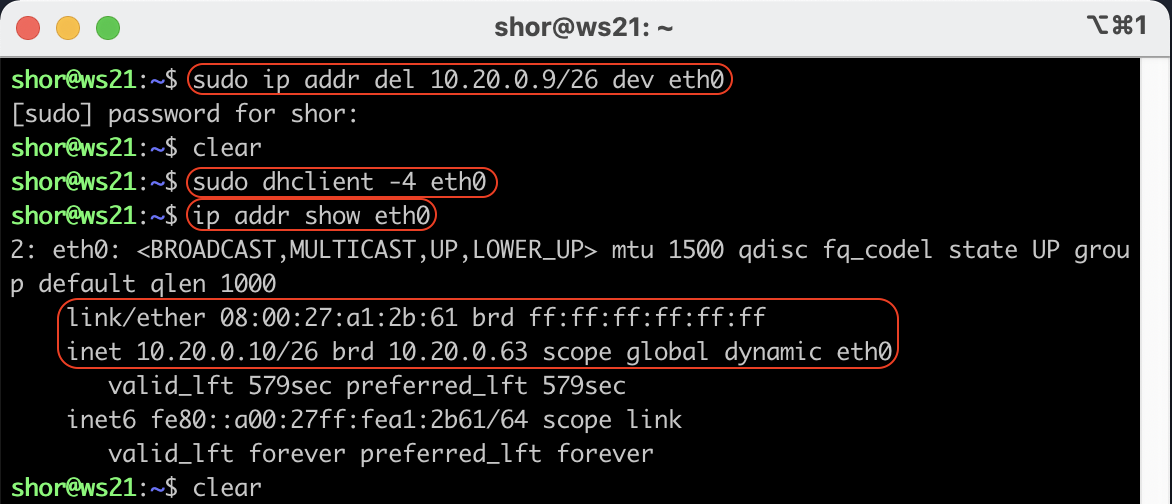 shor@ws21: ~
⌥⌘1
shor@ws21:~$ sudo ip addr del 10.20.0.9/26 dev eth0
[sudo] password for shor:
shor@ws21:~$ clear
shor@ws21:~$ sudo dhclient -4 eth0
shor@ws21:~$ ip addr show eth0
2: eth0: <BROADCAST,MULTICAST,UP,LOWER_UP> mtu 1500 qdisc fq_codel state UP grou
p default qlen 1000
    link/ether 08:00:27:a1:2b:61 brd ff:ff:ff:ff:ff:ff
    inet 10.20.0.10/26 brd 10.20.0.63 scope global dynamic eth0
       valid_lft 579sec preferred_lft 579sec
    inet6 fe80::a00:27ff:fea1:2b61/64 scope link
       valid_lft forever preferred_lft forever
shor@ws21:~$ clear